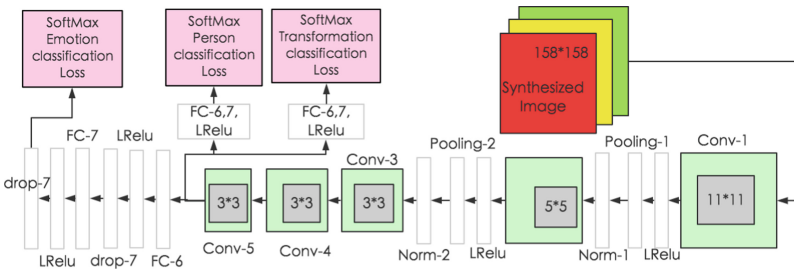 SoftMax
Emotion
classification
Loss
SoftMax
Person
classification
Loss
SoftMax
Transformation
classification
Loss
158*158
Synthesized
Image
FC-6,7,
LRelu
FC-6,7,
LRelu
FC-7
LRelu
drop-7
LRelu
drop-7
FC-6
3*3
Conv-5
3*3
Conv-4
Conv-3
3*3
Pooling-2
Norm-2
LRelu
5*5
Pooling-1
Norm-1
LRelu
Conv-1
11*11